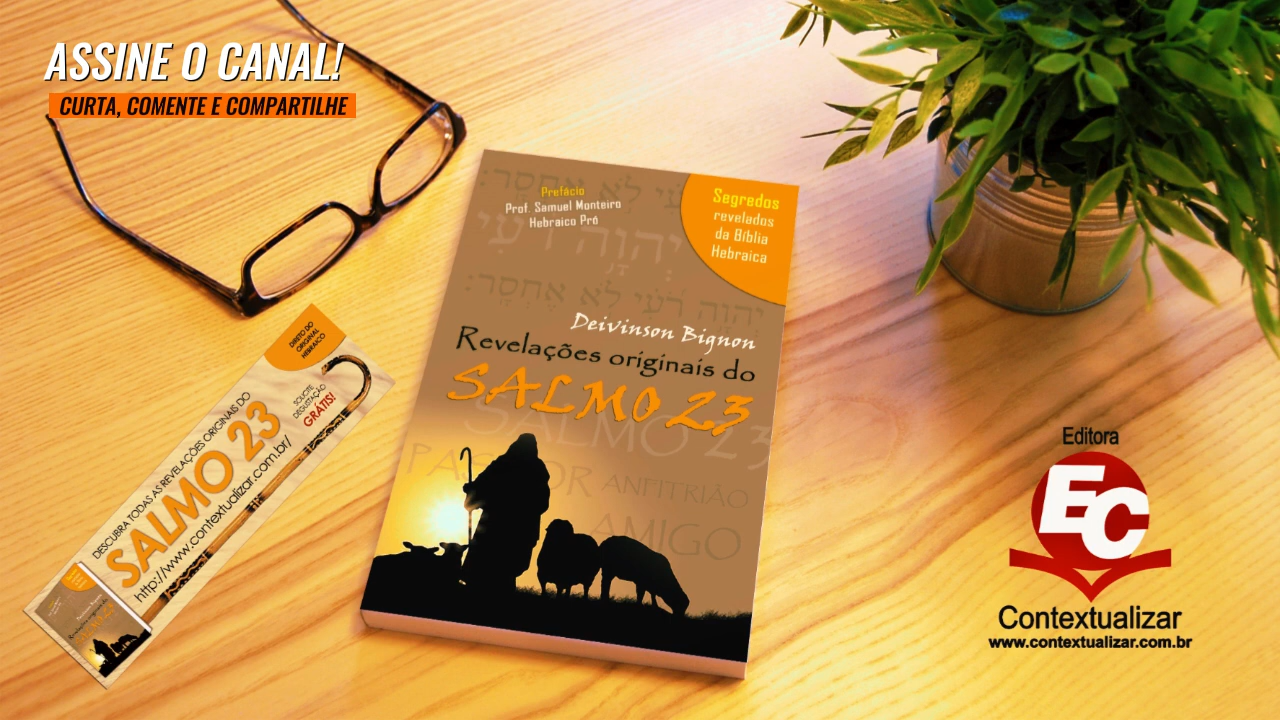 ASSINE O CANAL!
CURTA, COMENTE E COMPARTILHE
Prefácio
Prof. Samuel Monteiro
Hebraico Pró
Segredos
revelados
da Bíblia
Hebraica
יְהוָה רֹעִי
יְהוָה רֹעִי לֹא אֶחְסָר׃
Deivinson Bignon
Revelações originais do
SALMO 23
SALMO 23
PASTOR ANFITRIÃO
AMIGO
DIRETO DO
ORIGINAL
HEBRAICO
DESCUBRA TODAS AS REVELAÇÕES ORIGINAIS DO
SALMO 23
http://www.contextualizar.com.br/
SOLICITE
DEGUSTAÇÃO
GRÁTIS!
Editora
EC
Contextualizar
www.contextualizar.com.br